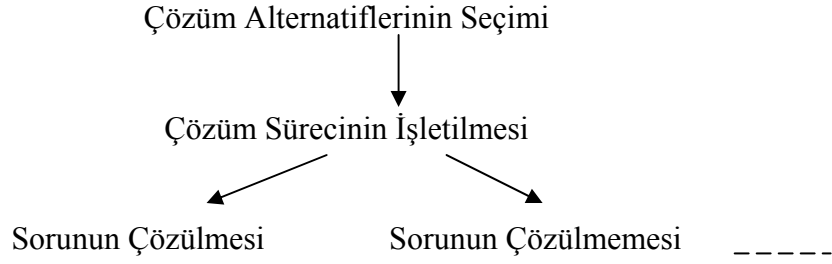 Çözüm Alternatiflerinin Seçimi
Çözüm Sürecinin İşletilmesi
Sorunun Çözülmesi Sorunun Çözülmemesi